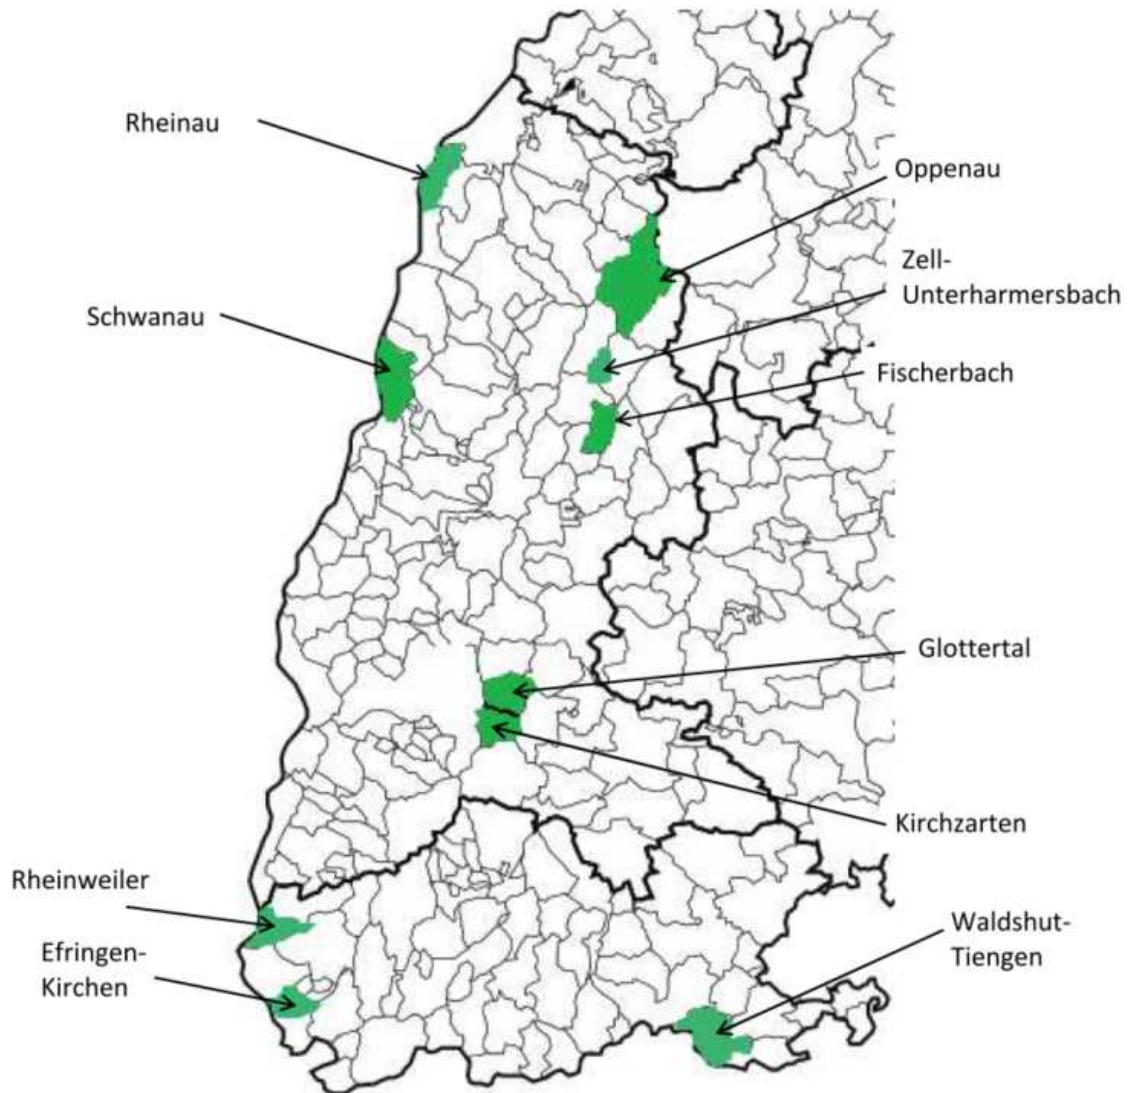 Rheinau
Oppenau
Zell-
Unterharmersbach
Schwanau
Fischerbach
Glottertal
Kirchzarten
Rheinweiler
Efringen-
Kirchen
Waldshut-
Tiengen